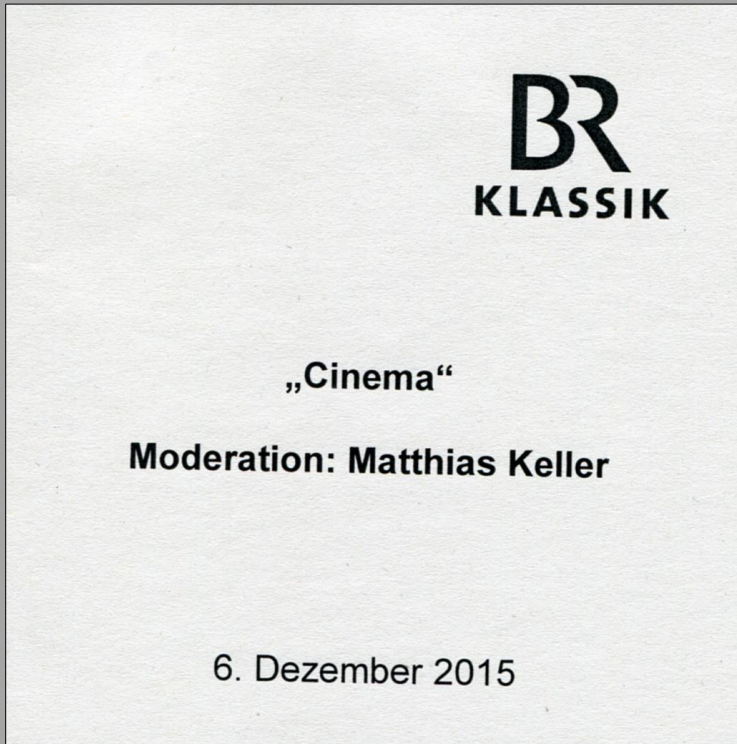 BR
KLASSIK
„Cinema“
Moderation: Matthias Keller
6. Dezember 2015